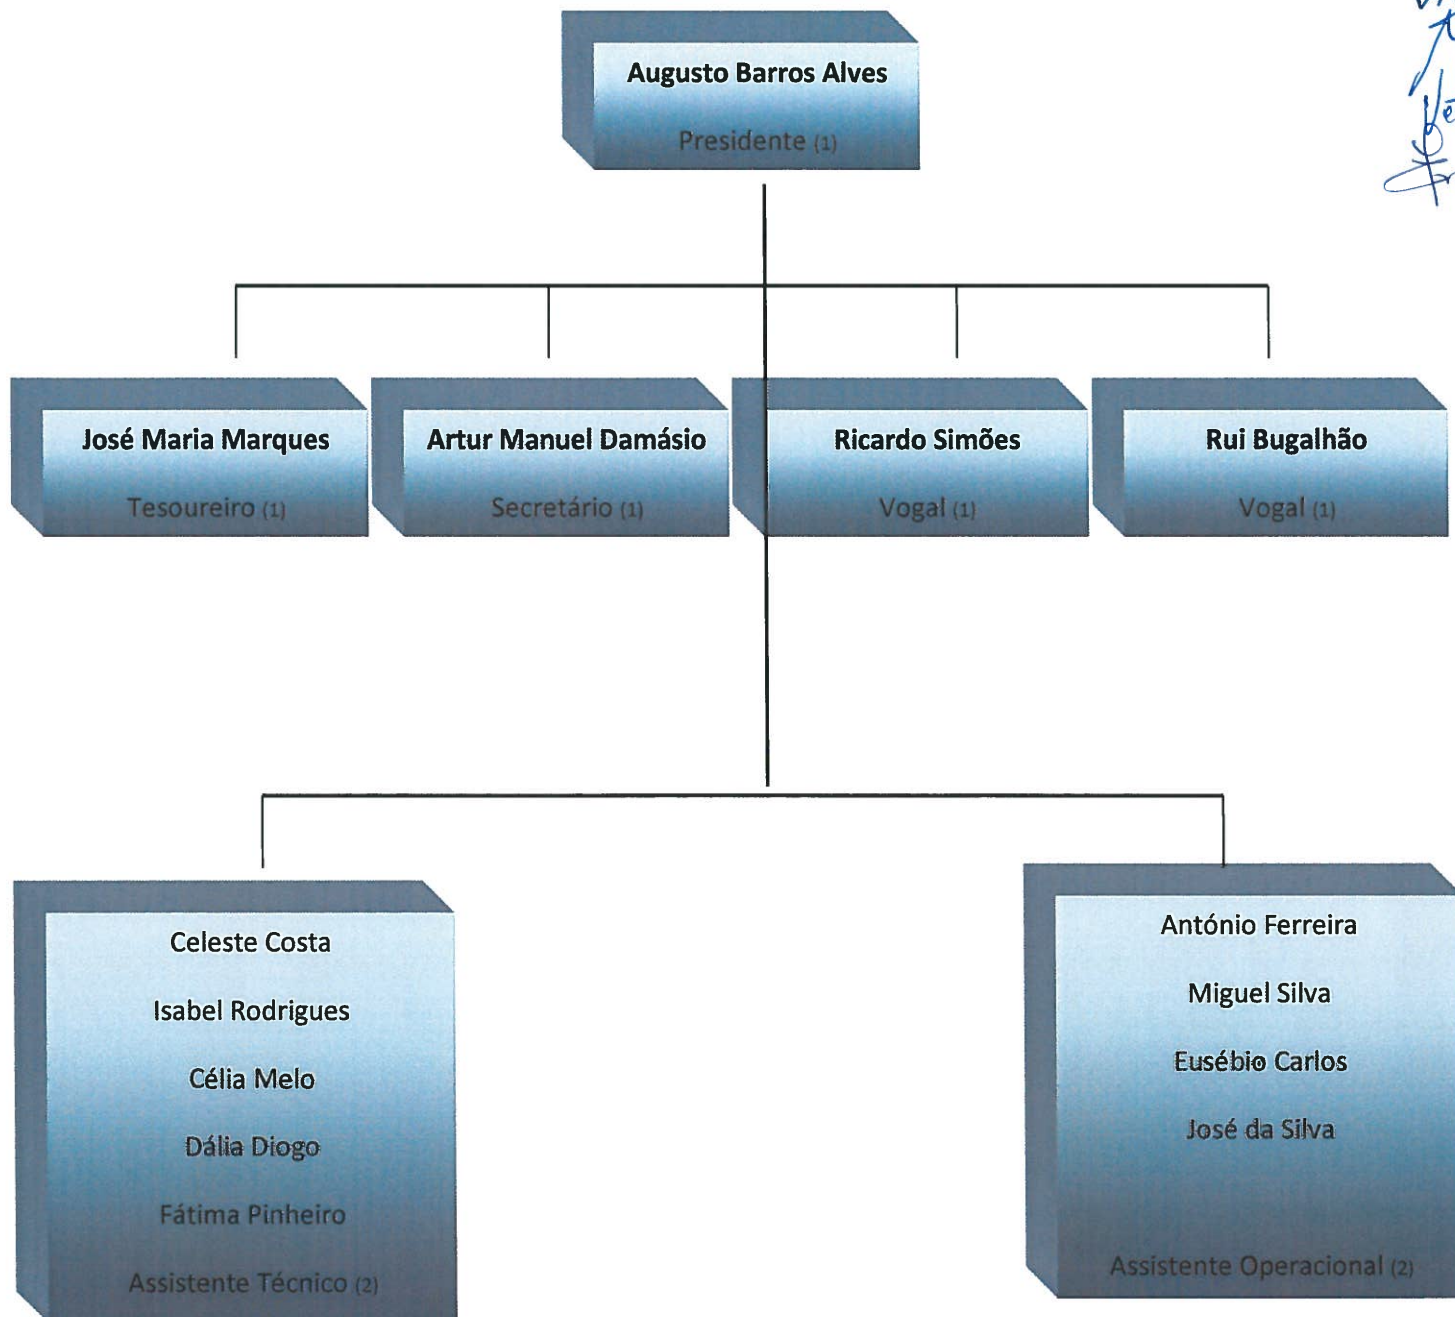 Augusto Barros Alves
Presidente (1)
José Maria Marques
Tesoureiro (1)
Artur Manuel Damásio
Secretário (1)
Ricardo Simões
Vogal (1)
Rui Bugalhão
Vogal (1)
Celeste Costa
Isabel Rodrigues
Célia Melo
Dália Diogo
Fátima Pinheiro
Assistente Técnico (2)
António Ferreira
Miguel Silva
Eusébio Carlos
José da Silva
Assistente Operacional (2)